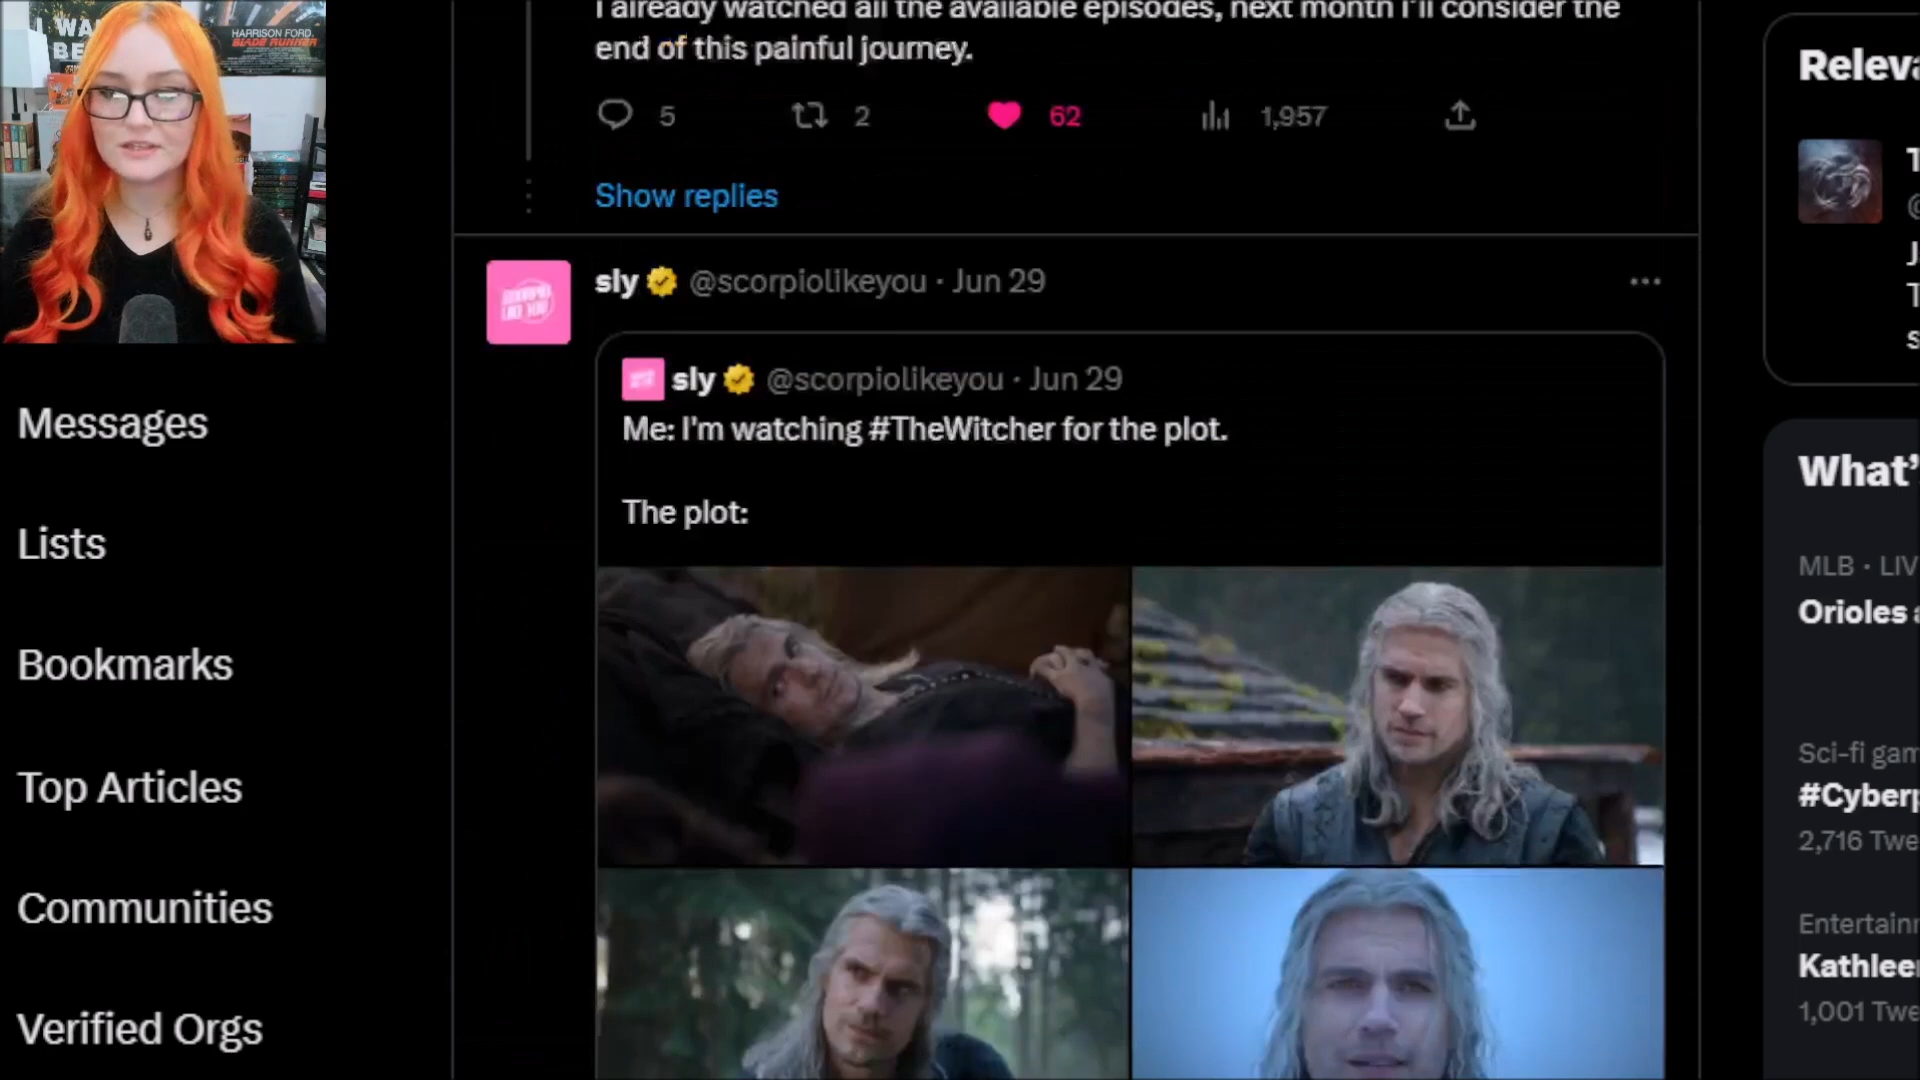 HARRISON FORD
BLADE RUNNER
I already watched all the available episodes, next month I'll consider the
end of this painful journey.
5
2
62
1,957
Show replies
sly @scorpiolikeyou · Jun 29
sly @scorpiolikeyou · Jun 29
Me: I'm watching #TheWitcher for the plot.
The plot:
Messages
Lists
Bookmarks
Top Articles
Communities
Verified Orgs
Releva
What'
MLB · LIV
Orioles
Sci-fi gam
#Cyberp
2,716 Twe
Entertainn
Kathlee
1,001 Twe